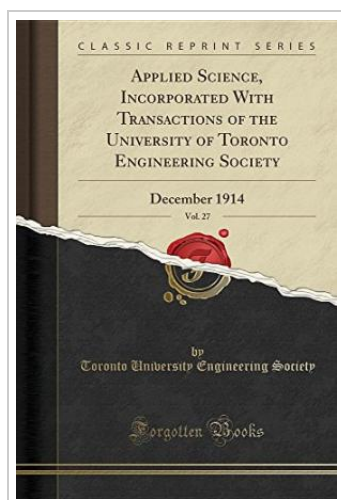 CLASSIC REPRINT SERIES
APPLIED SCIENCE,
INCORPORATED WITH
TRANSACTIONS OF THE
UNIVERSITY OF TORONTO
ENGINEERING SOCIETY
December 1914
Vol. 27
by
Toronto University Engineering Society
Forgotten Books